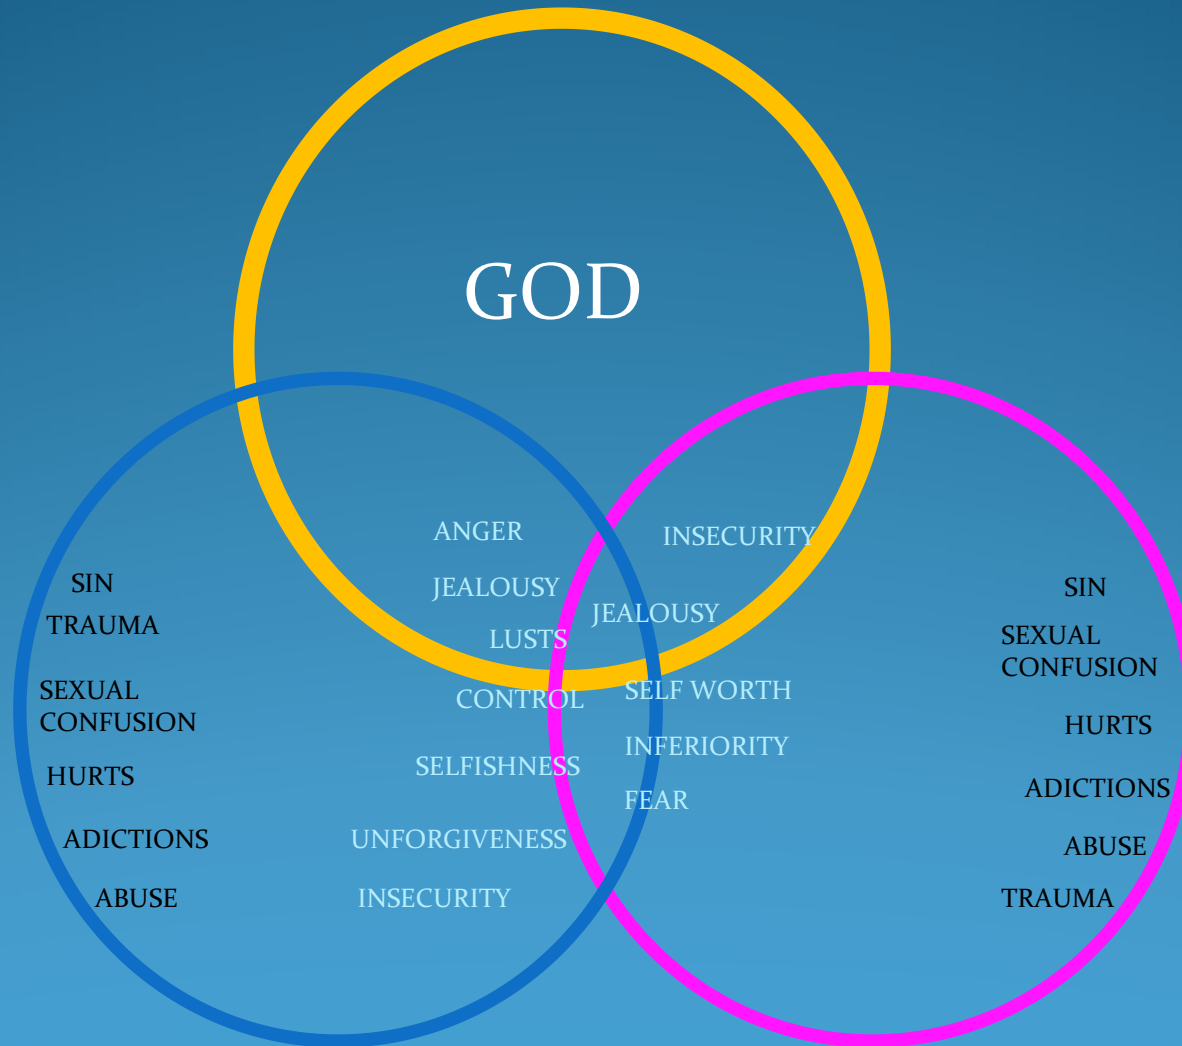 GOD
ANGER
INSECURITY
JEALOUSY
JEALOUSY
LUSTS
CONTROL
SELF WORTH
INFERIORITY
SELFISHNESS
FEAR
UNFORGIVENESS
INSECURITY
SIN
TRAUMA
SEXUAL
CONFUSION
HURTS
ADICTIONS
ABUSE
SIN
SEXUAL
CONFUSION
HURTS
ADICTIONS
ABUSE
TRAUMA